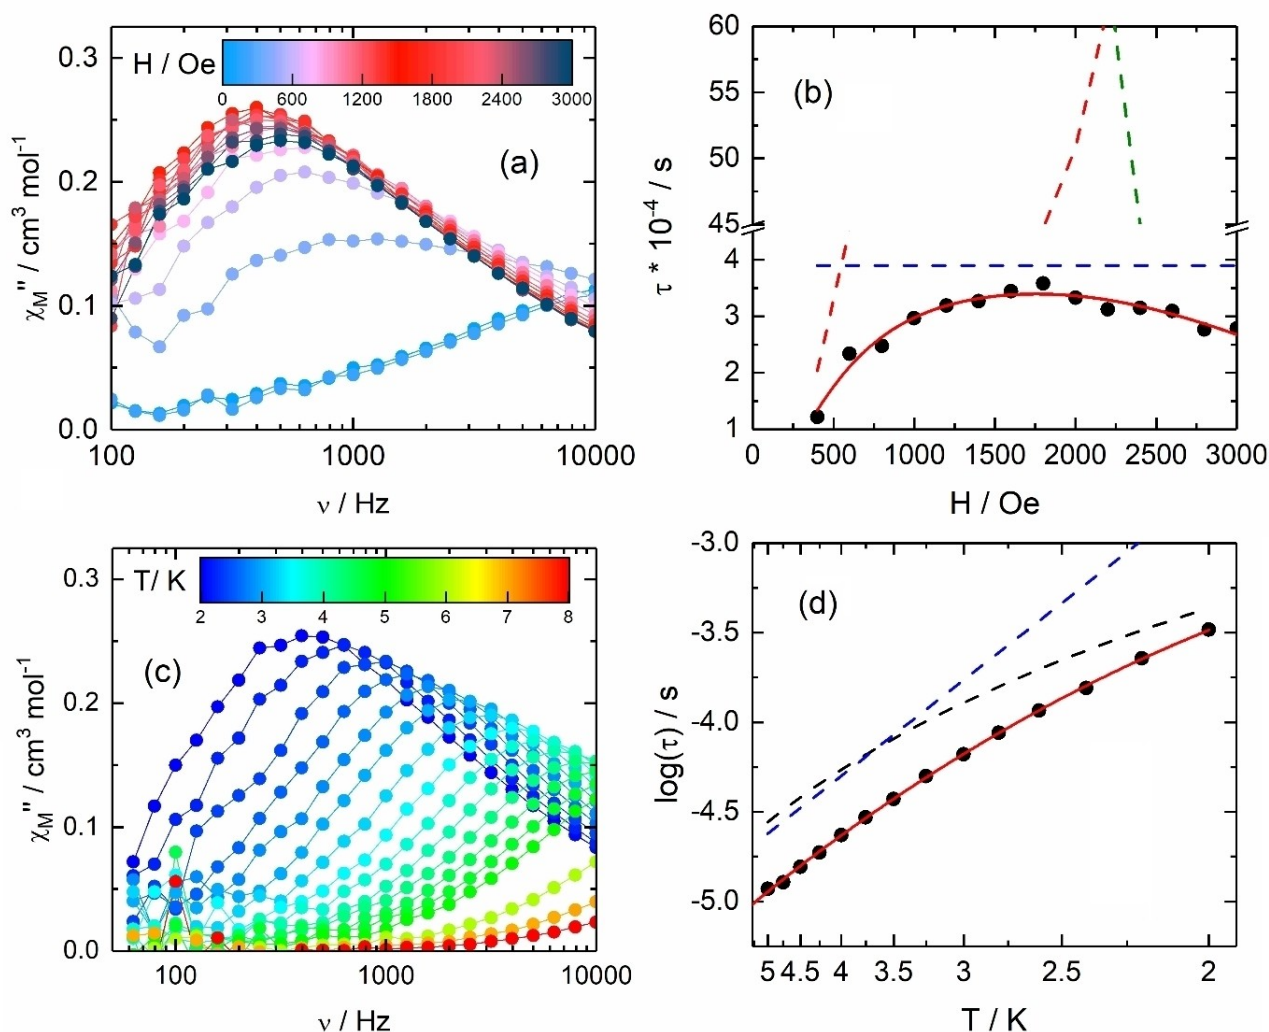 0.3
0.2
0.1
0.0
χM'' / cm³ mol⁻¹
H / Oe
0 600 1200 1800 2400 3000
(a)
100 1000 10000
ν / Hz
60
55
50
45
4
3
2
1
τ * 10⁻⁴ / s
(b)
0 500 1000 1500 2000 2500 3000
H / Oe
0.3
0.2
0.1
0.0
χM'' / cm³ mol⁻¹
T/ K
2 3 4 5 6 7 8
(c)
100 1000 10000
ν / Hz
-3.0
-3.5
-4.0
-4.5
-5.0
log(τ) / s
(d)
5 4.5 4 3.5 3 2.5 2
T / K